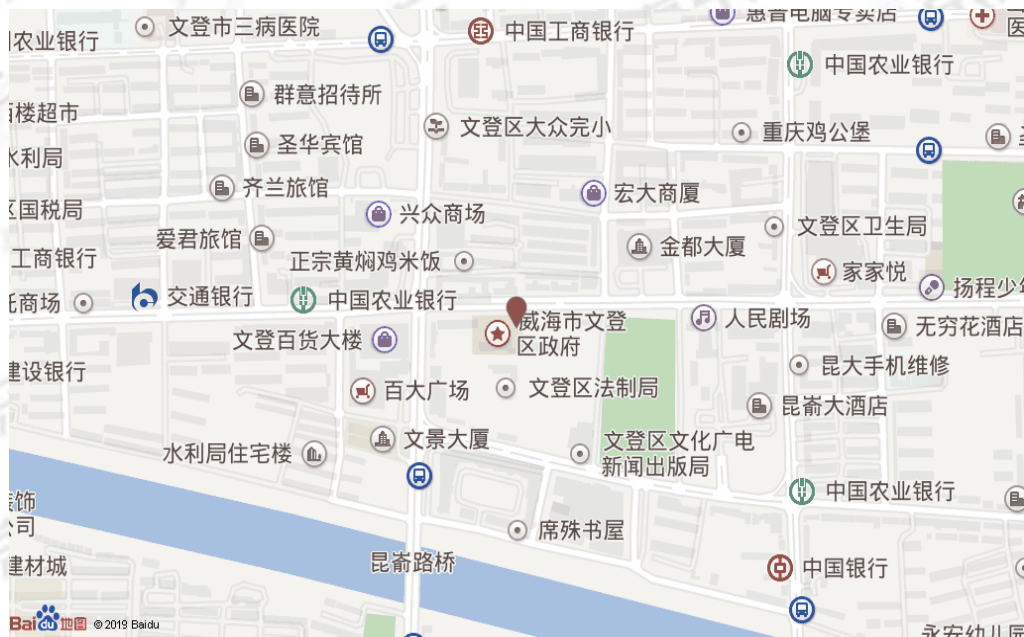 惠普电脑专卖店
文登市三病医院
中国工商银行
农业银行
中国农业银行
群意招待所
楼超市
文登区大众完小
重庆鸡公堡
圣华宾馆
水利局
齐兰旅馆
宏大商厦
区国税局
兴众商场
文登区卫生局
爱君旅馆
金都大厦
工商银行
正宗黄焖鸡米饭
家家悦
扬程少年
交通银行
中国农业银行
托商场
威海市文登
区政府
人民剧场
无穷花酒店
文登百货大楼
昆大手机维修
建设银行
百大广场
文登区法制局
昆嵛大酒店
文景大厦
文登区文化广电
新闻出版局
水利局住宅楼
中国农业银行
装饰
公司
席殊书屋
昆嵛路桥
建材城
中国银行
Baidu地图
© 2019 Baidu
永安幼儿园